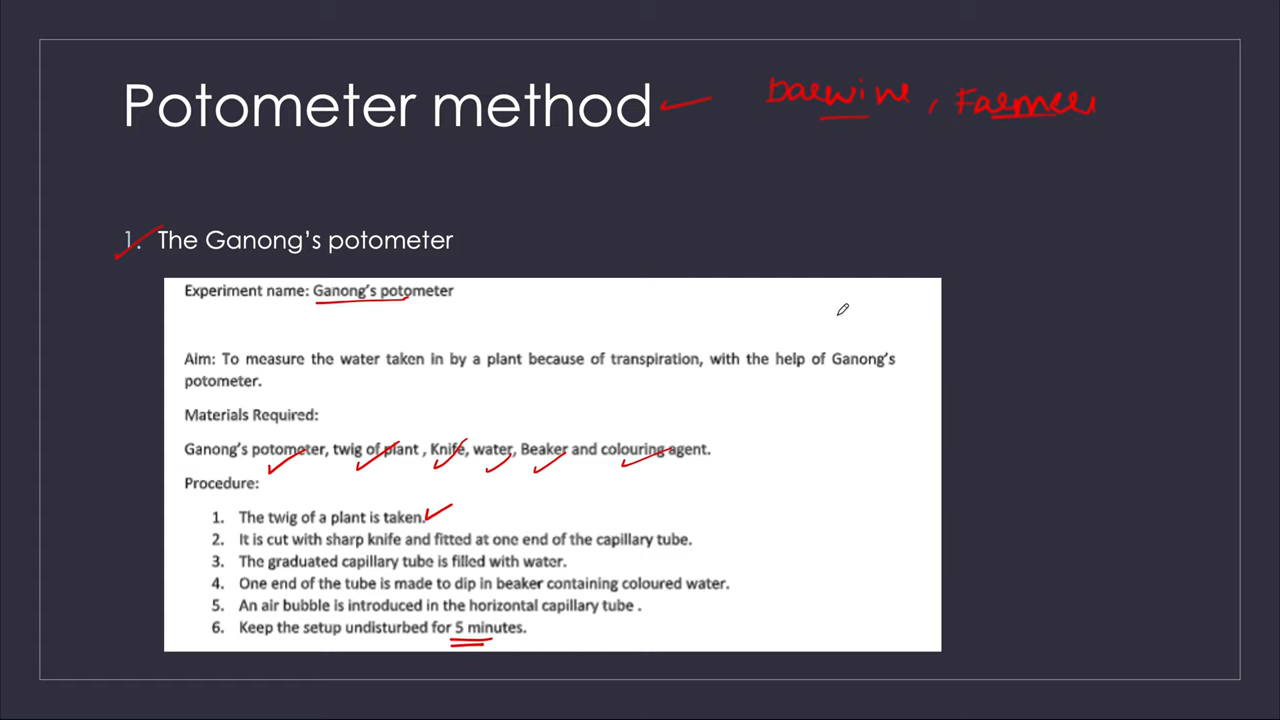 Potometer method
Daewine, Faemee
1. The Ganong's potometer
Experiment name: Ganong's potometer
Aim: To measure the water taken in by a plant because of transpiration, with the help of Ganong's
potometer.
Materials Required:
Ganong's potometer, twig of plant , Knife, water, Beaker and colouring agent.
Procedure:
1. The twig of a plant is taken.
2. It is cut with sharp knife and fitted at one end of the capillary tube.
3. The graduated capillary tube is filled with water.
4. One end of the tube is made to dip in beaker containing coloured water.
5. An air bubble is introduced in the horizontal capillary tube .
6. Keep the setup undisturbed for 5 minutes.